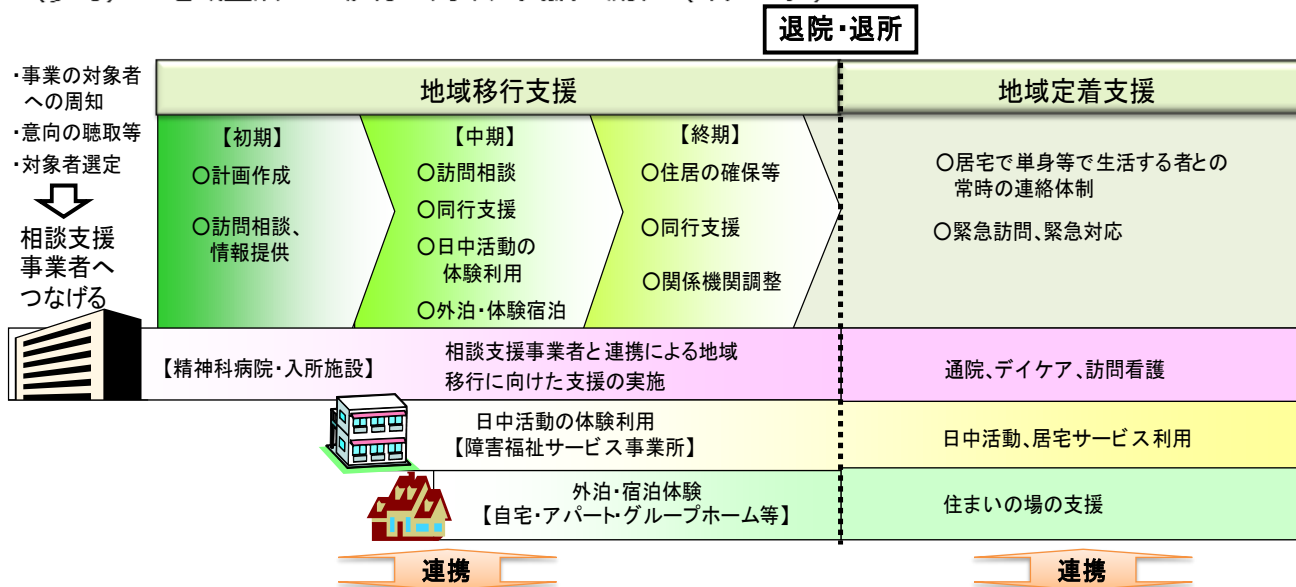 退院・退所
・事業の対象者
への周知
・意向の聴取等
・対象者選定
相談支援
事業者へ
つなげる
地域移行支援
地域定着支援
【初期】
〇計画作成
〇訪問相談、
情報提供
【中期】
〇訪問相談
〇同行支援
〇日中活動の
体験利用
〇外泊・体験宿泊
【終期】
〇住居の確保等
〇同行支援
〇関係機関調整
〇居宅で単身等で生活する者との
常時の連絡体制
〇緊急訪問、緊急対応
【精神科病院・入所施設】
相談支援事業者と連携による地域
移行に向けた支援の実施
通院、デイケア、訪問看護
日中活動の体験利用
【障害福祉サービス事業所】
日中活動、居宅サービス利用
外泊・宿泊体験
【自宅・アパート・グループホーム等】
住まいの場の支援
連携
連携